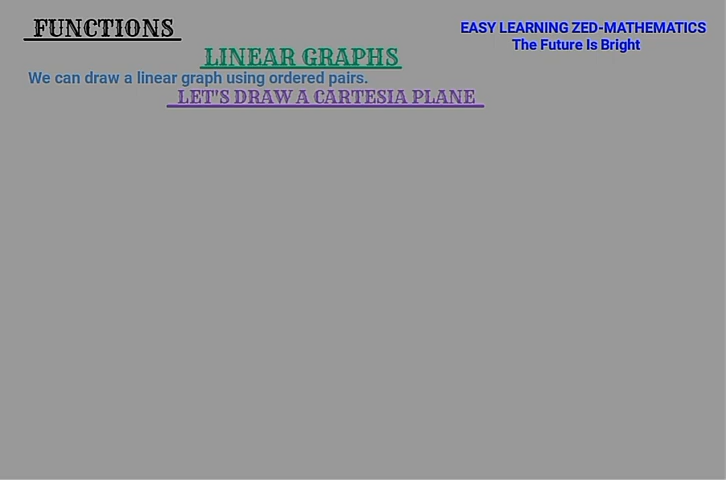 FUNCTIONS
EASY LEARNING ZED-MATHEMATICS
The Future Is Bright
LINEAR GRAPHS
We can draw a linear graph using ordered pairs.
LET'S DRAW A CARTESIA PLANE